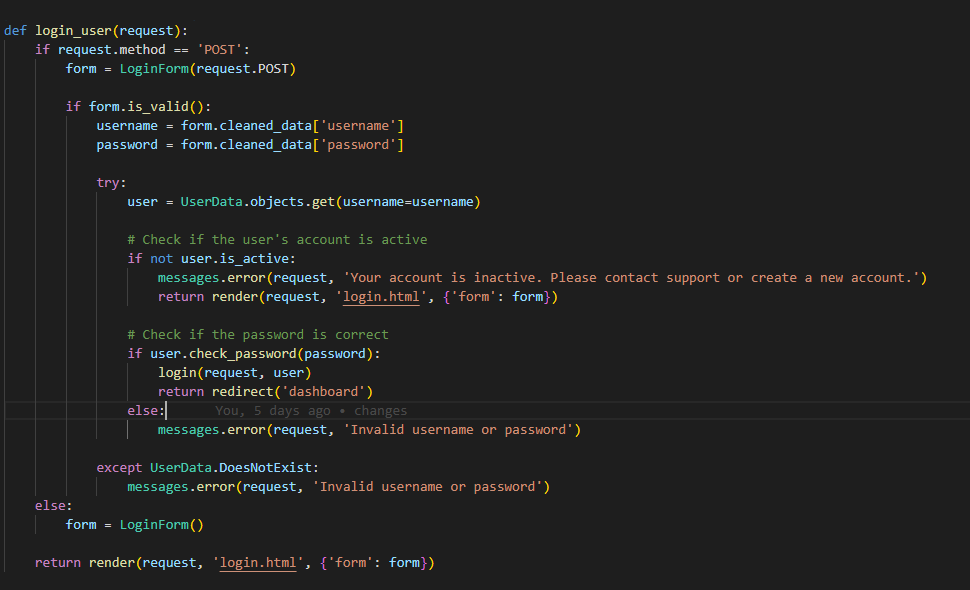 def login_user(request):
    if request.method == 'POST':
        form = LoginForm(request.POST)

        if form.is_valid():
            username = form.cleaned_data['username']
            password = form.cleaned_data['password']

            try:
                user = UserData.objects.get(username=username)

                # Check if the user's account is active
                if not user.is_active:
                    messages.error(request, 'Your account is inactive. Please contact support or create a new account.')
                    return render(request, 'login.html', {'form': form})

                # Check if the password is correct
                if user.check_password(password):
                    login(request, user)
                    return redirect('dashboard')
                else:    You, 5 days ago • changes
                    messages.error(request, 'Invalid username or password')

            except UserData.DoesNotExist:
                messages.error(request, 'Invalid username or password')
    else:
        form = LoginForm()

    return render(request, 'login.html', {'form': form})